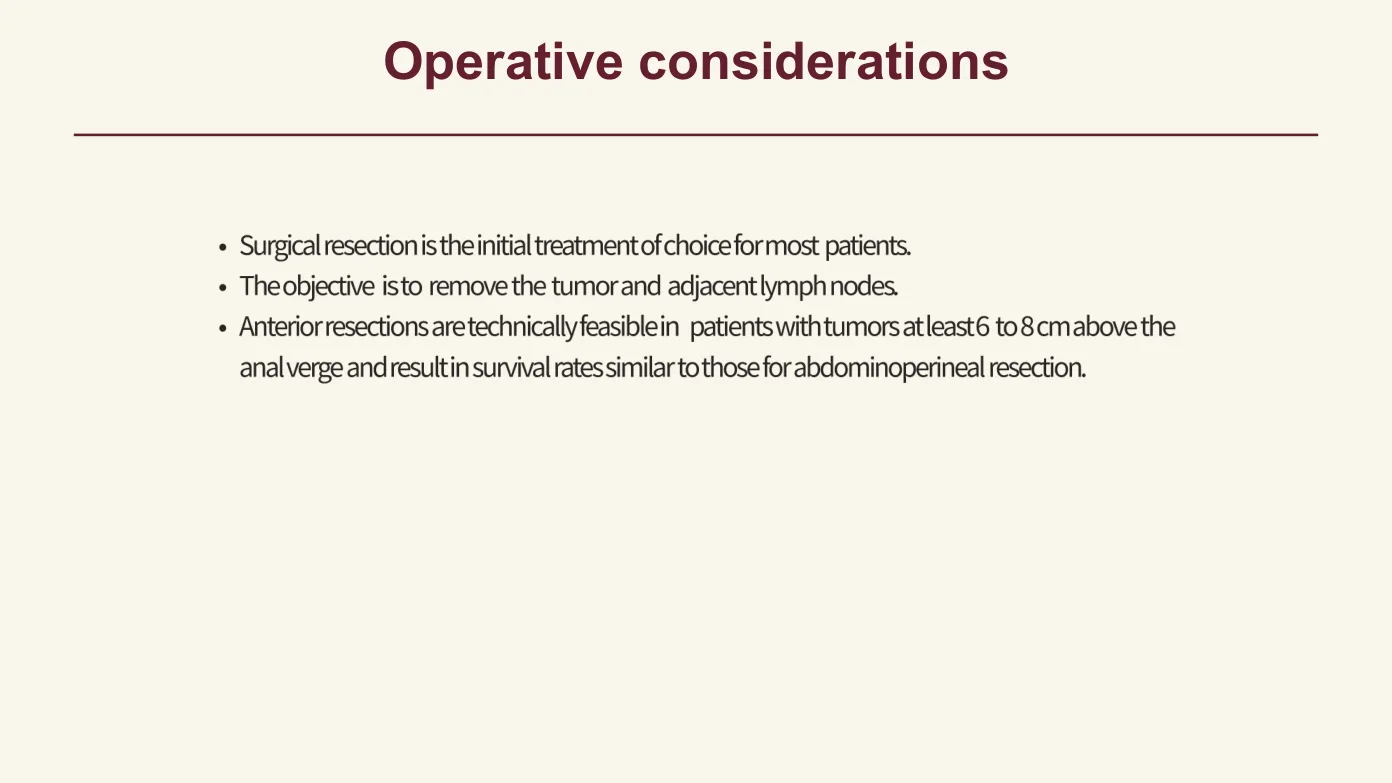 Operative considerations
• Surgical resection is the initial treatment of choice for most patients.
• The objective is to remove the tumor and adjacent lymph nodes.
• Anterior resections are technically feasible in patients with tumors at least 6 to 8 cm above the
anal verge and result in survival rates similar to those for abdominoperineal resection.